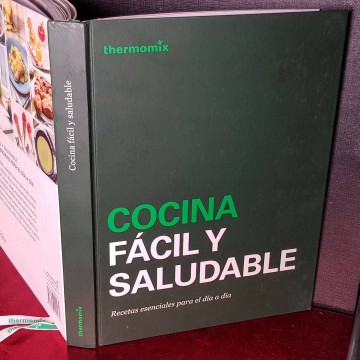 thermomix
COCINA
FÁCIL Y
SALUDABLE
Recetas esenciales para el día a día
Cocina fácil y saludable
thermomix
thermomix